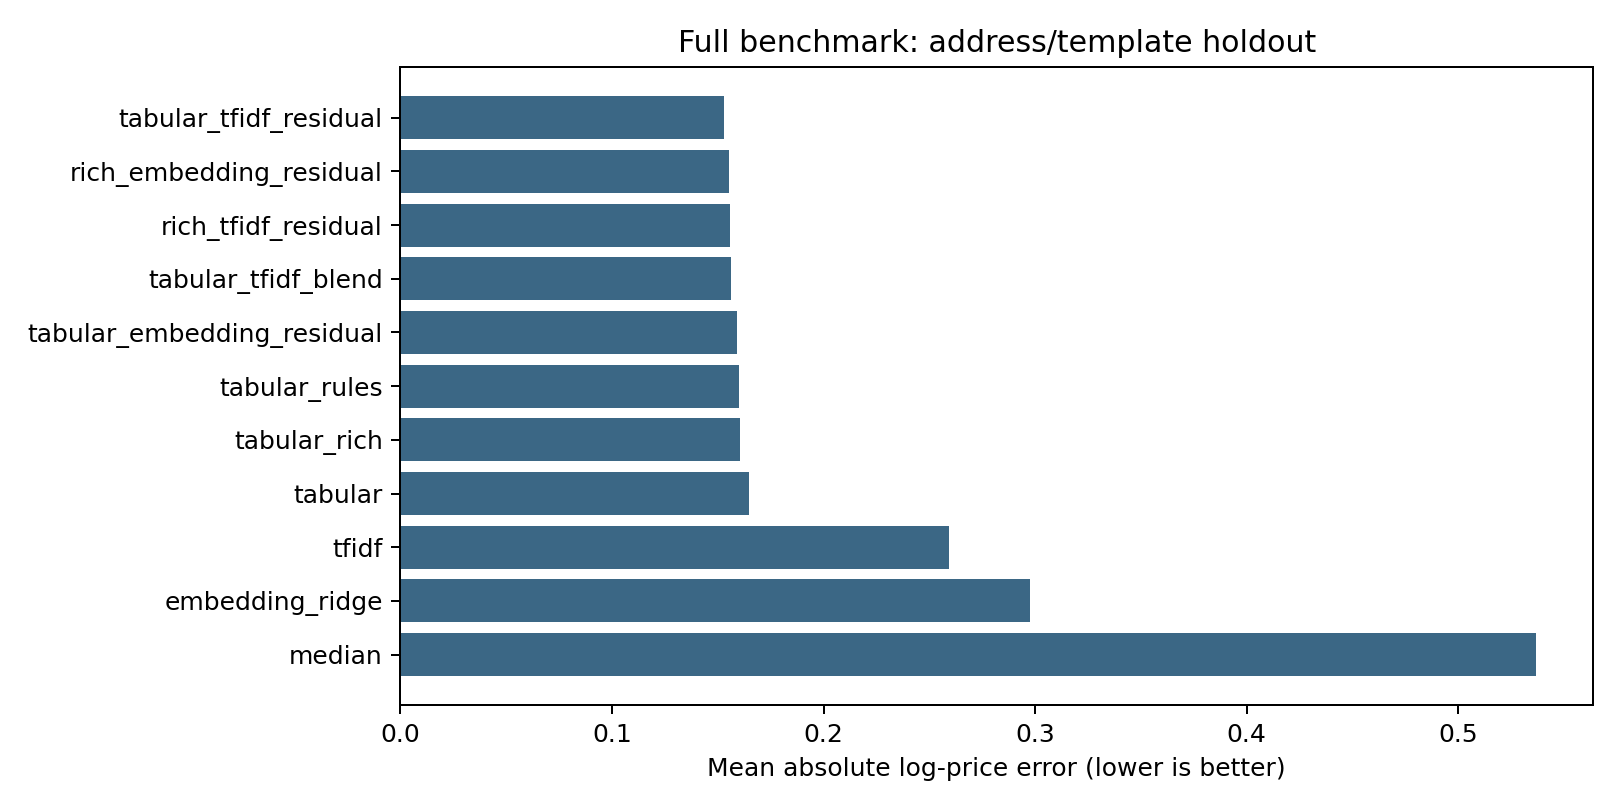 Full benchmark: address/template holdout
tabular_tfidf_residual
rich_embedding_residual
rich_tfidf_residual
tabular_tfidf_blend
tabular_embedding_residual
tabular_rules
tabular_rich
tabular
tfidf
embedding_ridge
median
0.0 0.1 0.2 0.3 0.4 0.5
Mean absolute log-price error (lower is better)